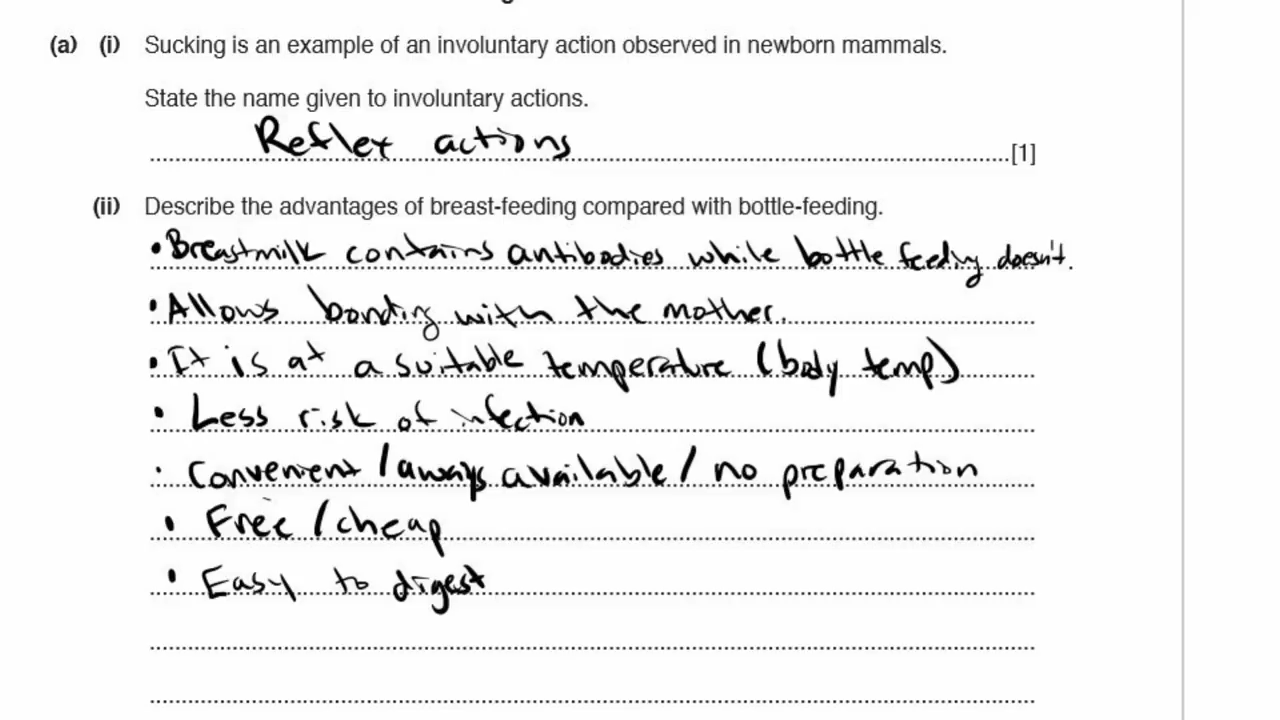 (a) (i) Sucking is an example of an involuntary action observed in newborn mammals.
State the name given to involuntary actions.
Reflex actions
[1]
(ii) Describe the advantages of breast-feeding compared with bottle-feeding.
• Breastmilk contains antibodies while bottle feeding doesn't.
• Allows bonding with the mother.
• It is at a suitable temperature (body temp)
• Less risk of infection
• Convenient / always available / no preparation
• Free / cheap
• Easy to digest